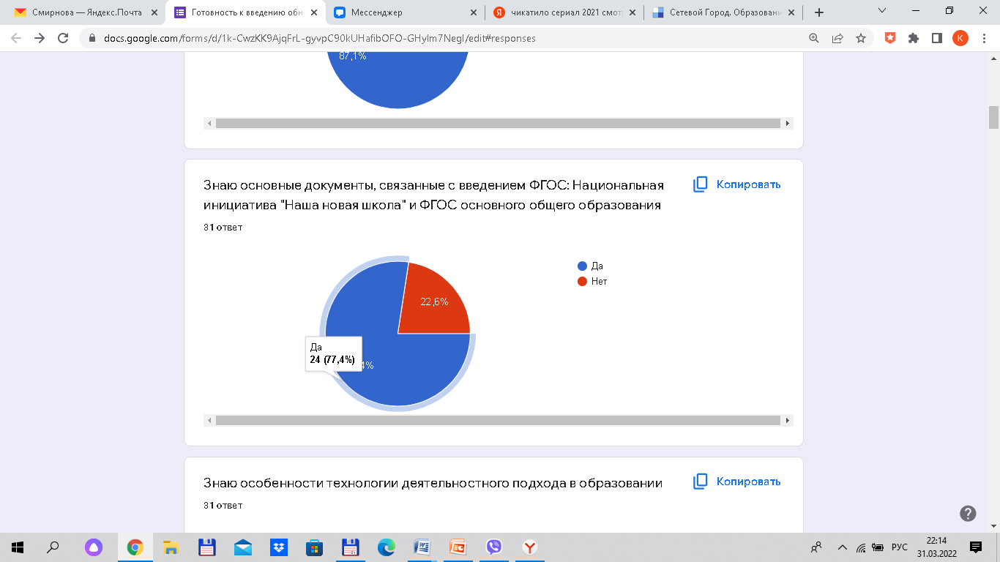 Смирнова — Яндекс.Почта
Готовность к введению обн
Мессенджер
чикатило сериал 2021 смот
Сетевой Город. Образовани
docs.google.com/forms/d/1k-CwzKK9AjqFrL-gyvpC90kUHafibOFO-GHylm7NegI/edit#responses
К
87,1%
Знаю основные документы, связанные с введением ФГОС: Национальная
инициатива "Наша новая школа" и ФГОС основного общего образования
Копировать
31 ответ
Да
Нет
22,6%
Да
24 (77,4%)
4%
Знаю особенности технологии деятельностного подхода в образовании
Копировать
31 ответ
РУС
22:14
31.03.2022